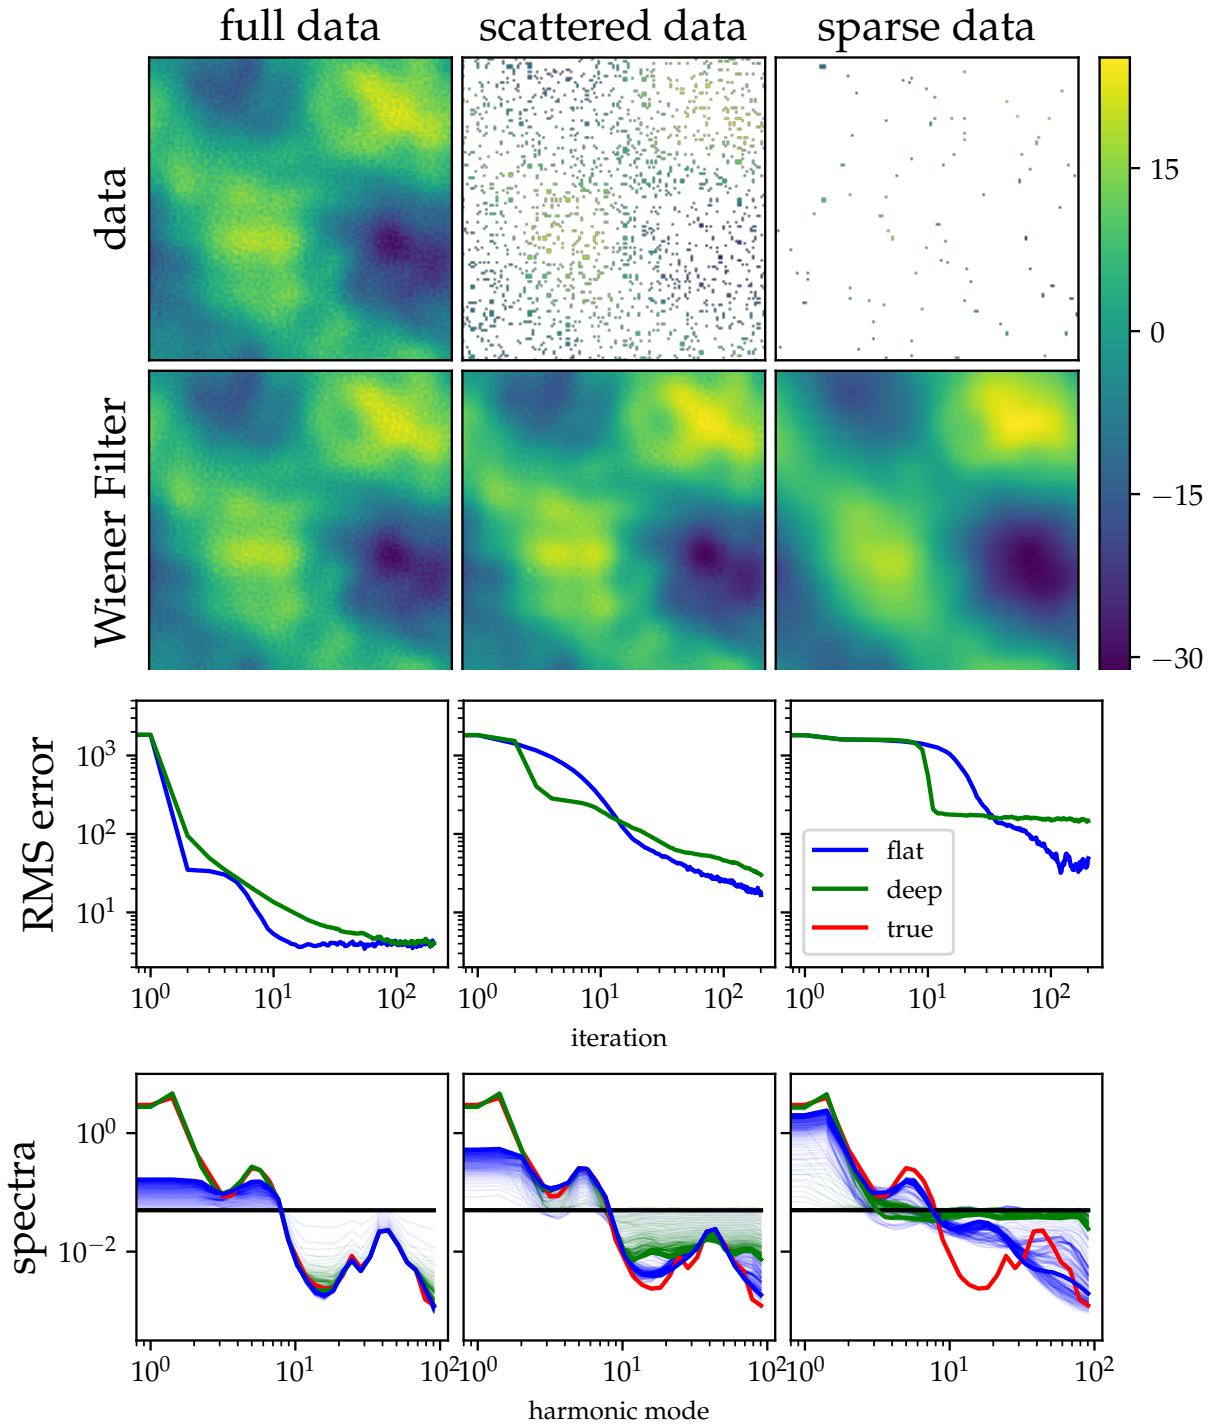 full data scattered data sparse data
data
15
0
−15
−30
Wiener Filter
RMS error
10³
10²
10¹
flat
deep
true
10⁰ 10¹ 10² 10⁰ 10¹ 10² 10⁰ 10¹ 10²
iteration
spectra
10⁰
10⁻²
10⁰ 10¹ 10² 10⁰ 10¹ 10² 10⁰ 10¹ 10²
harmonic mode